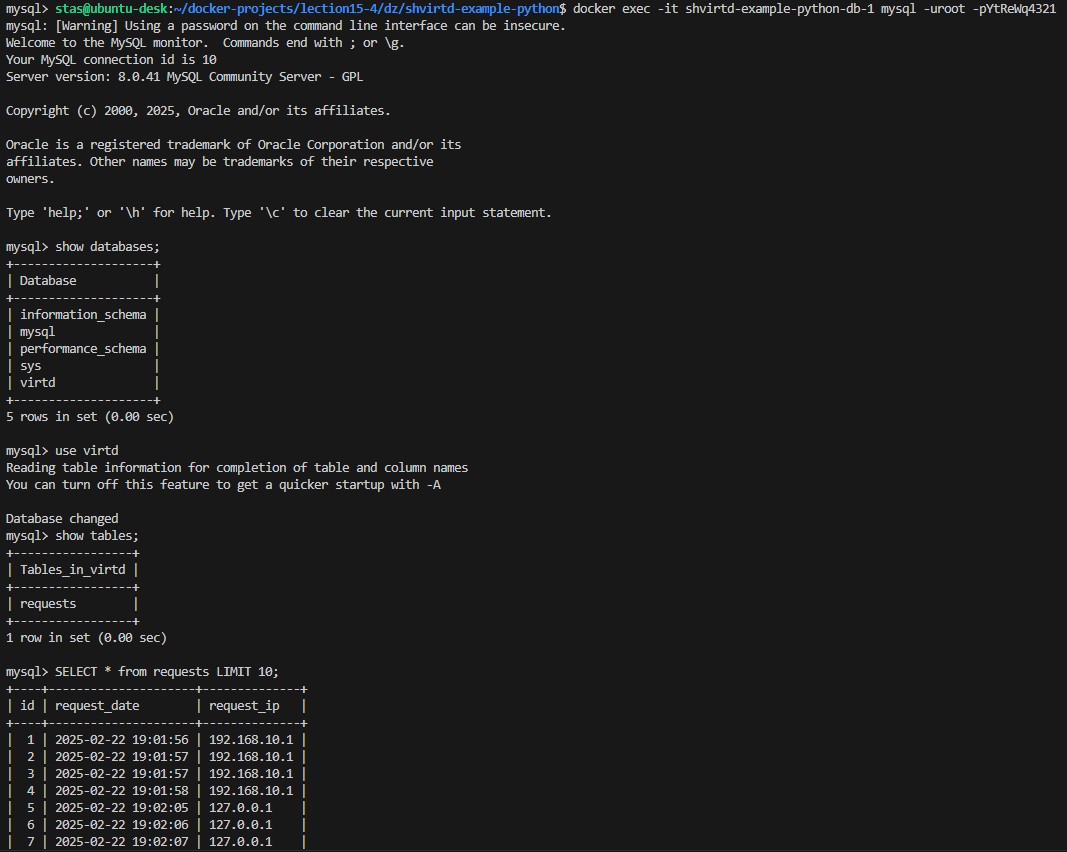 mysql> stas@ubuntu-desk:~/docker-projects/lection15-4/dz/shvirtd-example-python$ docker exec -it shvirtd-example-python-db-1 mysql -uroot -pYtReWq4321
mysql: [Warning] Using a password on the command line interface can be insecure.
Welcome to the MySQL monitor.  Commands end with ; or \g.
Your MySQL connection id is 10
Server version: 8.0.41 MySQL Community Server - GPL

Copyright (c) 2000, 2025, Oracle and/or its affiliates.

Oracle is a registered trademark of Oracle Corporation and/or its
affiliates. Other names may be trademarks of their respective
owners.

Type 'help;' or '\h' for help. Type '\c' to clear the current input statement.

mysql> show databases;
+--------------------+
| Database           |
+--------------------+
| information_schema |
| mysql              |
| performance_schema |
| sys                |
| virtd              |
+--------------------+
5 rows in set (0.00 sec)

mysql> use virtd
Reading table information for completion of table and column names
You can turn off this feature to get a quicker startup with -A

Database changed
mysql> show tables;
+-----------------+
| Tables_in_virtd |
+-----------------+
| requests        |
+-----------------+
1 row in set (0.00 sec)

mysql> SELECT * from requests LIMIT 10;
+----+---------------------+--------------+
| id | request_date        | request_ip   |
+----+---------------------+--------------+
|  1 | 2025-02-22 19:01:56 | 192.168.10.1 |
|  2 | 2025-02-22 19:01:57 | 192.168.10.1 |
|  3 | 2025-02-22 19:01:57 | 192.168.10.1 |
|  4 | 2025-02-22 19:01:58 | 192.168.10.1 |
|  5 | 2025-02-22 19:02:05 | 127.0.0.1    |
|  6 | 2025-02-22 19:02:06 | 127.0.0.1    |
|  7 | 2025-02-22 19:02:07 | 127.0.0.1    |